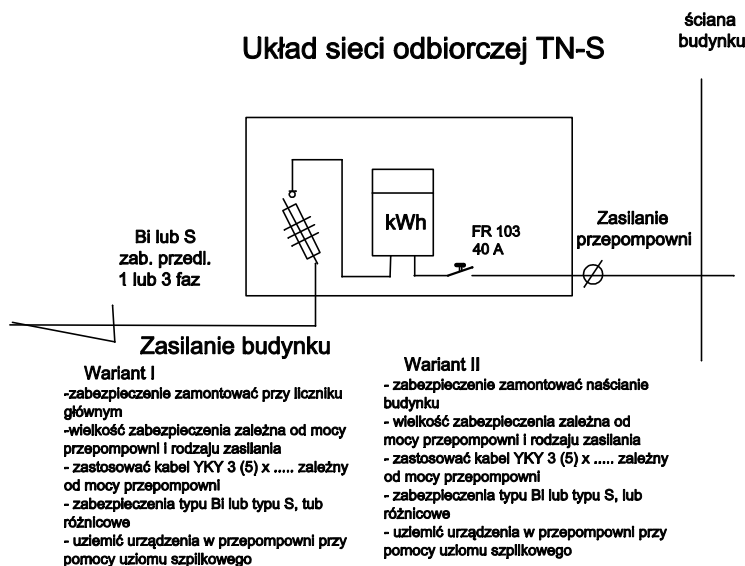 ściana
budynku
Układ sieci odbiorczej TN-S
kWh
FR 103
40 A
Zasilanie
przepompowni
Bi lub S
zab. przedl.
1 lub 3 faz
Zasilanie budynku
Wariant I
-zabezpieczenie zamontować przy liczniku
głównym
-wielkość zabezpieczenia zależna od mocy
przepompowni i rodzaju zasilania
- zastosować kabel YKY 3 (5) x ..... zależny
od mocy przepompowni
- zabezpieczenia typu Bi lub typu S, tub
różnicowe
- uziemić urządzenia w przepompowni przy
pomocy uziomu szpilkowego
Wariant II
- zabezpieczenie zamontować naścianie
budynku
- wielkość zabezpieczenia zależna od
mocy przepompowni i rodzaju zasilania
- zastosować kabel YKY 3 (5) x ..... zależny
od mocy przepompowni
- zabezpieczenia typu Bi lub typu S, lub
różnicowe
- uziemić urządzenia w przepompowni przy
pomocy uziomu szpilkowego